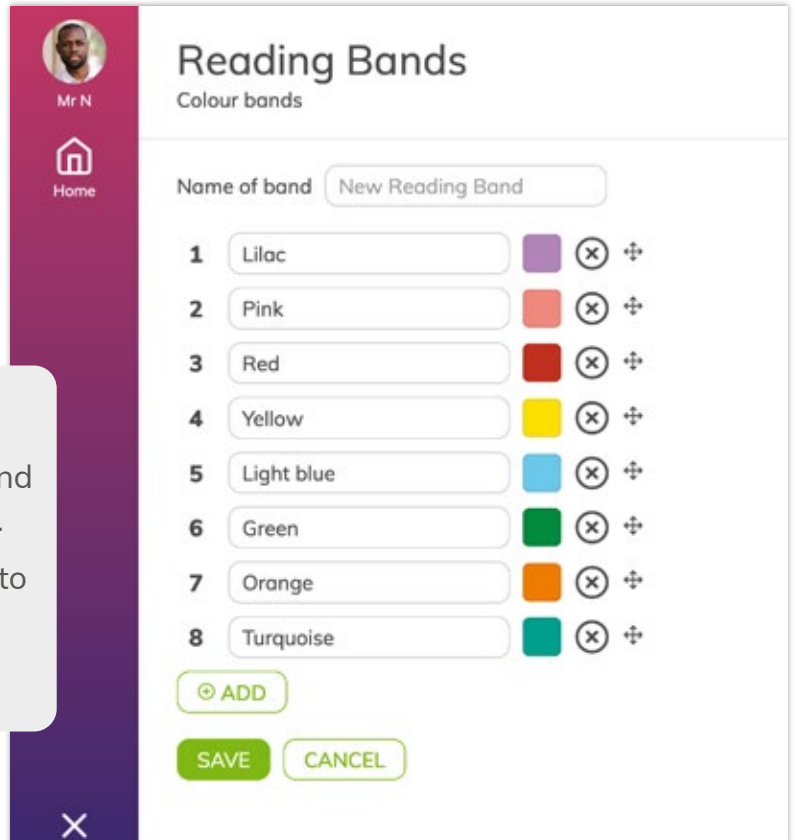 Mr N
Home
Reading Bands
Colour bands
Name of band New Reading Band
1 Lilac
2 Pink
3 Red
4 Yellow
5 Light blue
6 Green
7 Orange
8 Turquoise
ADD
SAVE CANCEL
to